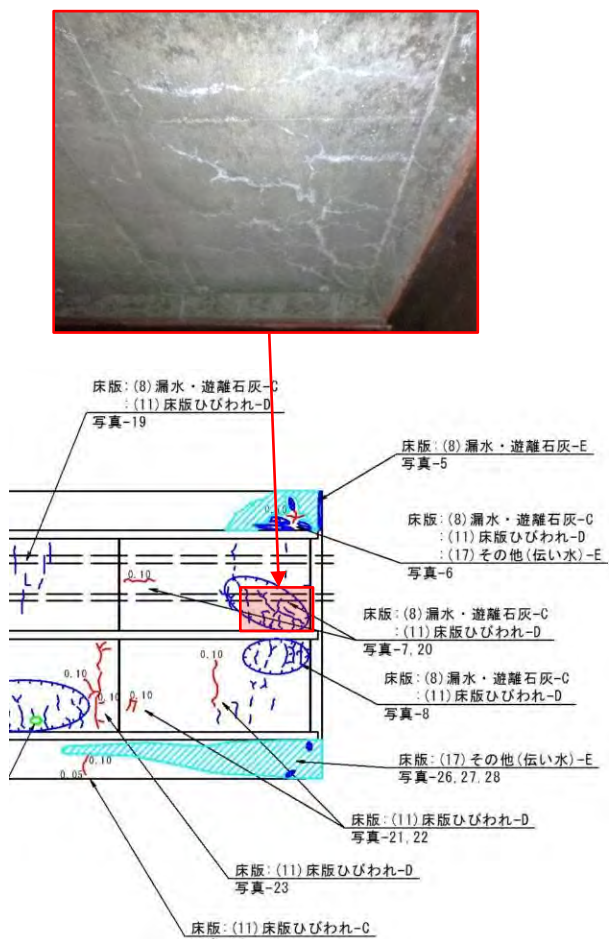 床版：(8)漏水・遊離石灰-C
：(11)床版ひびわれ-D
写真-19
床版：(8)漏水・遊離石灰-E
写真-5
床版：(8)漏水・遊離石灰-C
：(11)床版ひびわれ-D
：(17)その他(伝い水)-E
写真-6
0.10
床版：(8)漏水・遊離石灰-C
：(11)床版ひびわれ-D
写真-7,20
0.10
0.10
床版：(8)漏水・遊離石灰-C
：(11)床版ひびわれ-D
写真-8
0.10
0.10
0.10
床版：(17)その他(伝い水)-E
写真-26,27,28
0.10
0.05
床版：(11)床版ひびわれ-D
写真-21,22
床版：(11)床版ひびわれ-D
写真-23
床版：(11)床版ひびわれ-C